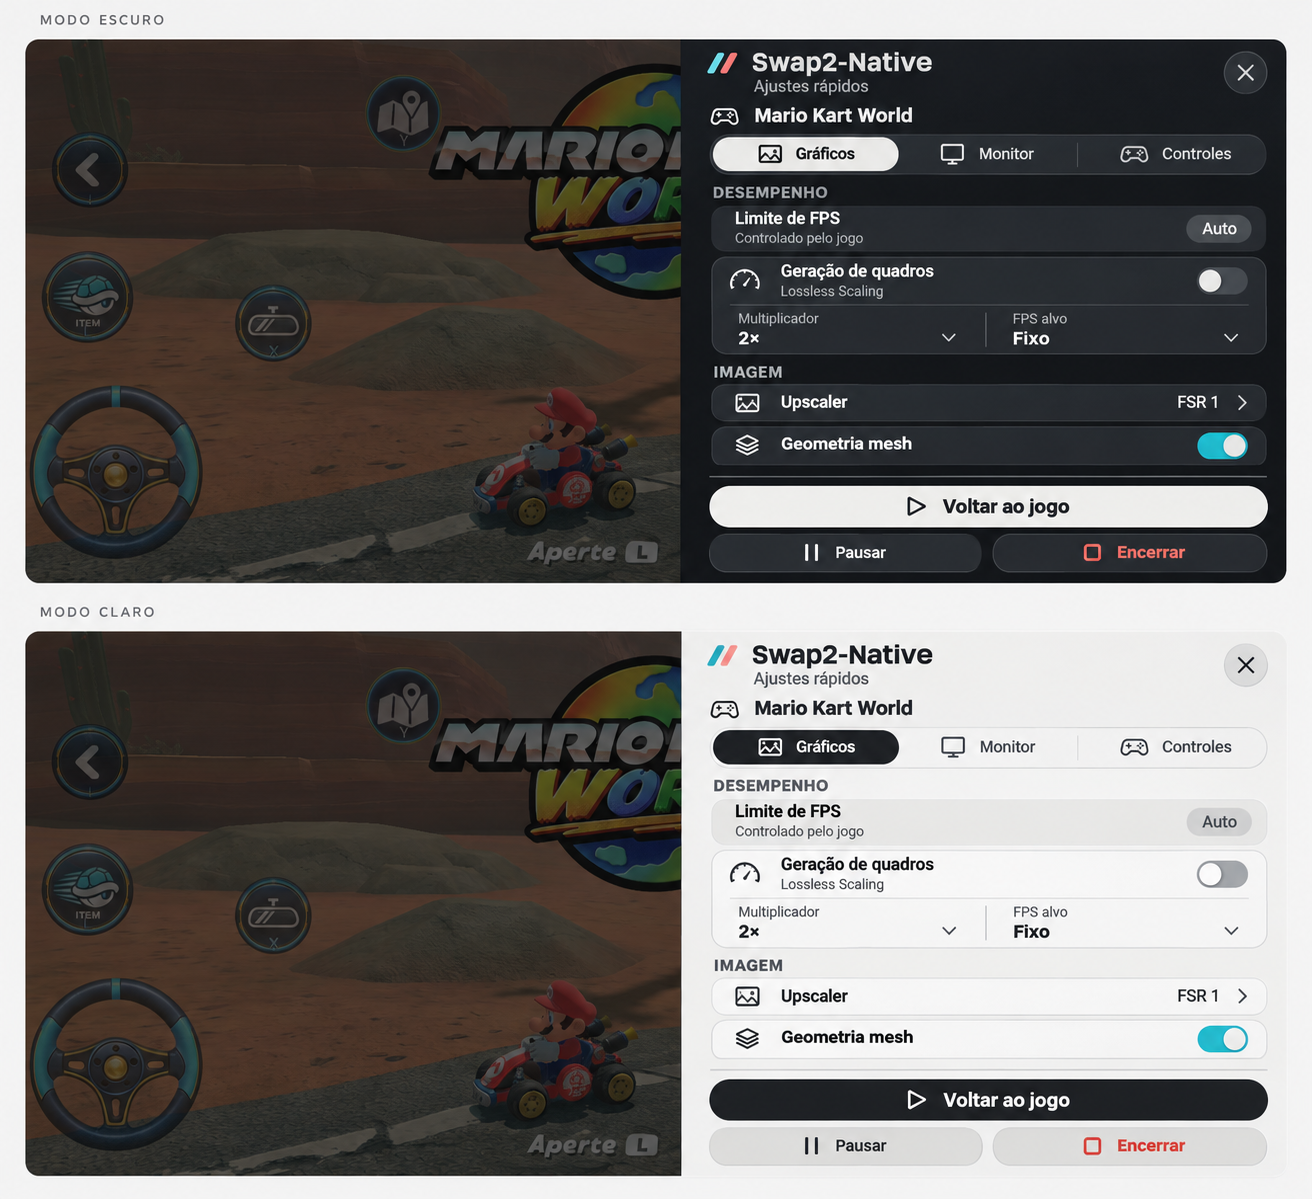 MODO ESCURO
Swap2-Native
Ajustes rápidos
Mario Kart World
Gráficos
Monitor
Controles
DESEMPENHO
Limite de FPS
Controlado pelo jogo
Auto
Geração de quadros
Lossless Scaling
Multiplicador
2×
FPS alvo
Fixo
IMAGEM
Upscaler
FSR 1
Geometria mesh
Voltar ao jogo
Pausar
Encerrar
Y
MARIO
WOR
ITEM
L
X
Aperte L
MODO CLARO
Swap2-Native
Ajustes rápidos
Mario Kart World
Gráficos
Monitor
Controles
DESEMPENHO
Limite de FPS
Controlado pelo jogo
Auto
Geração de quadros
Lossless Scaling
Multiplicador
2×
FPS alvo
Fixo
IMAGEM
Upscaler
FSR 1
Geometria mesh
Voltar ao jogo
Pausar
Encerrar
Y
MARIO
WOR
ITEM
L
X
Aperte L